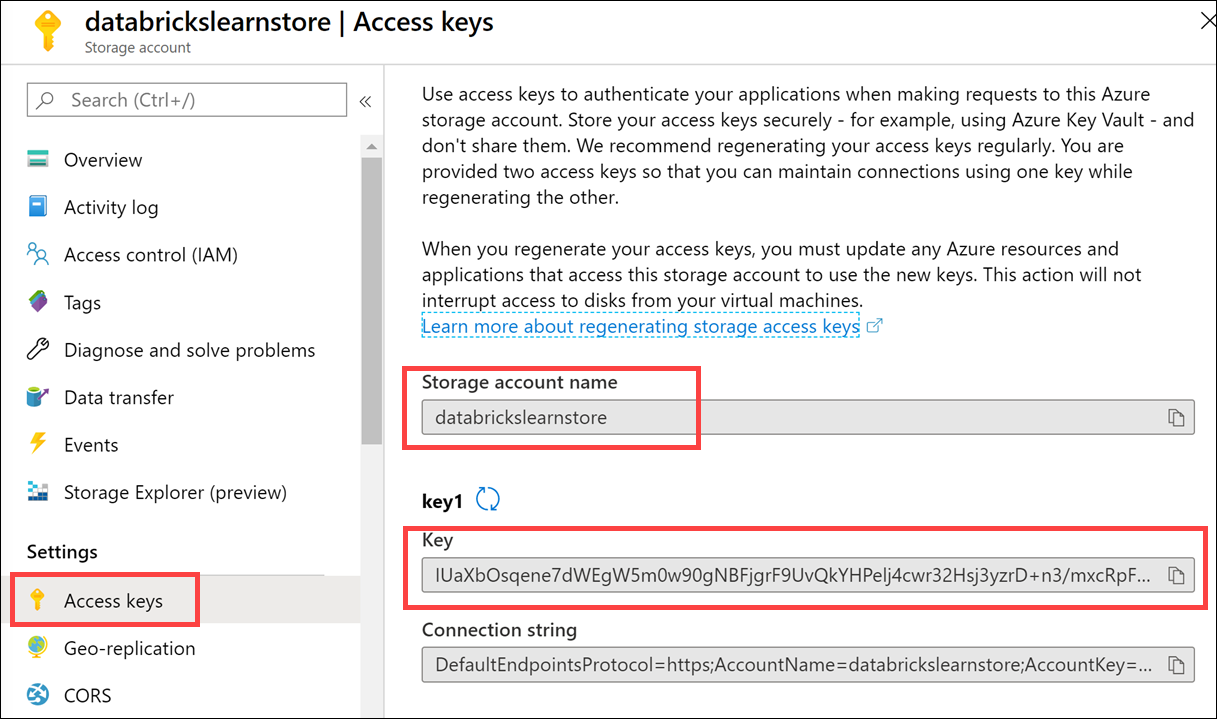 databrickslearnstore | Access keys
Storage account
Search (Ctrl+/)
«
Overview
Activity log
Access control (IAM)
Tags
Diagnose and solve problems
Data transfer
Events
Storage Explorer (preview)
Settings
Access keys
Geo-replication
CORS
Use access keys to authenticate your applications when making requests to this Azure
storage account. Store your access keys securely - for example, using Azure Key Vault - and
don't share them. We recommend regenerating your access keys regularly. You are
provided two access keys so that you can maintain connections using one key while
regenerating the other.
When you regenerate your access keys, you must update any Azure resources and
applications that access this storage account to use the new keys. This action will not
interrupt access to disks from your virtual machines.
Learn more about regenerating storage access keys
Storage account name
databrickslearnstore
key1
Key
IUaXbOsqene7dWEgW5m0w90gNBFjgrF9UvQkYHPelj4cwr32Hsj3yzrD+n3/mxcRpF...
Connection string
DefaultEndpointsProtocol=https;AccountName=databrickslearnstore;AccountKey=...